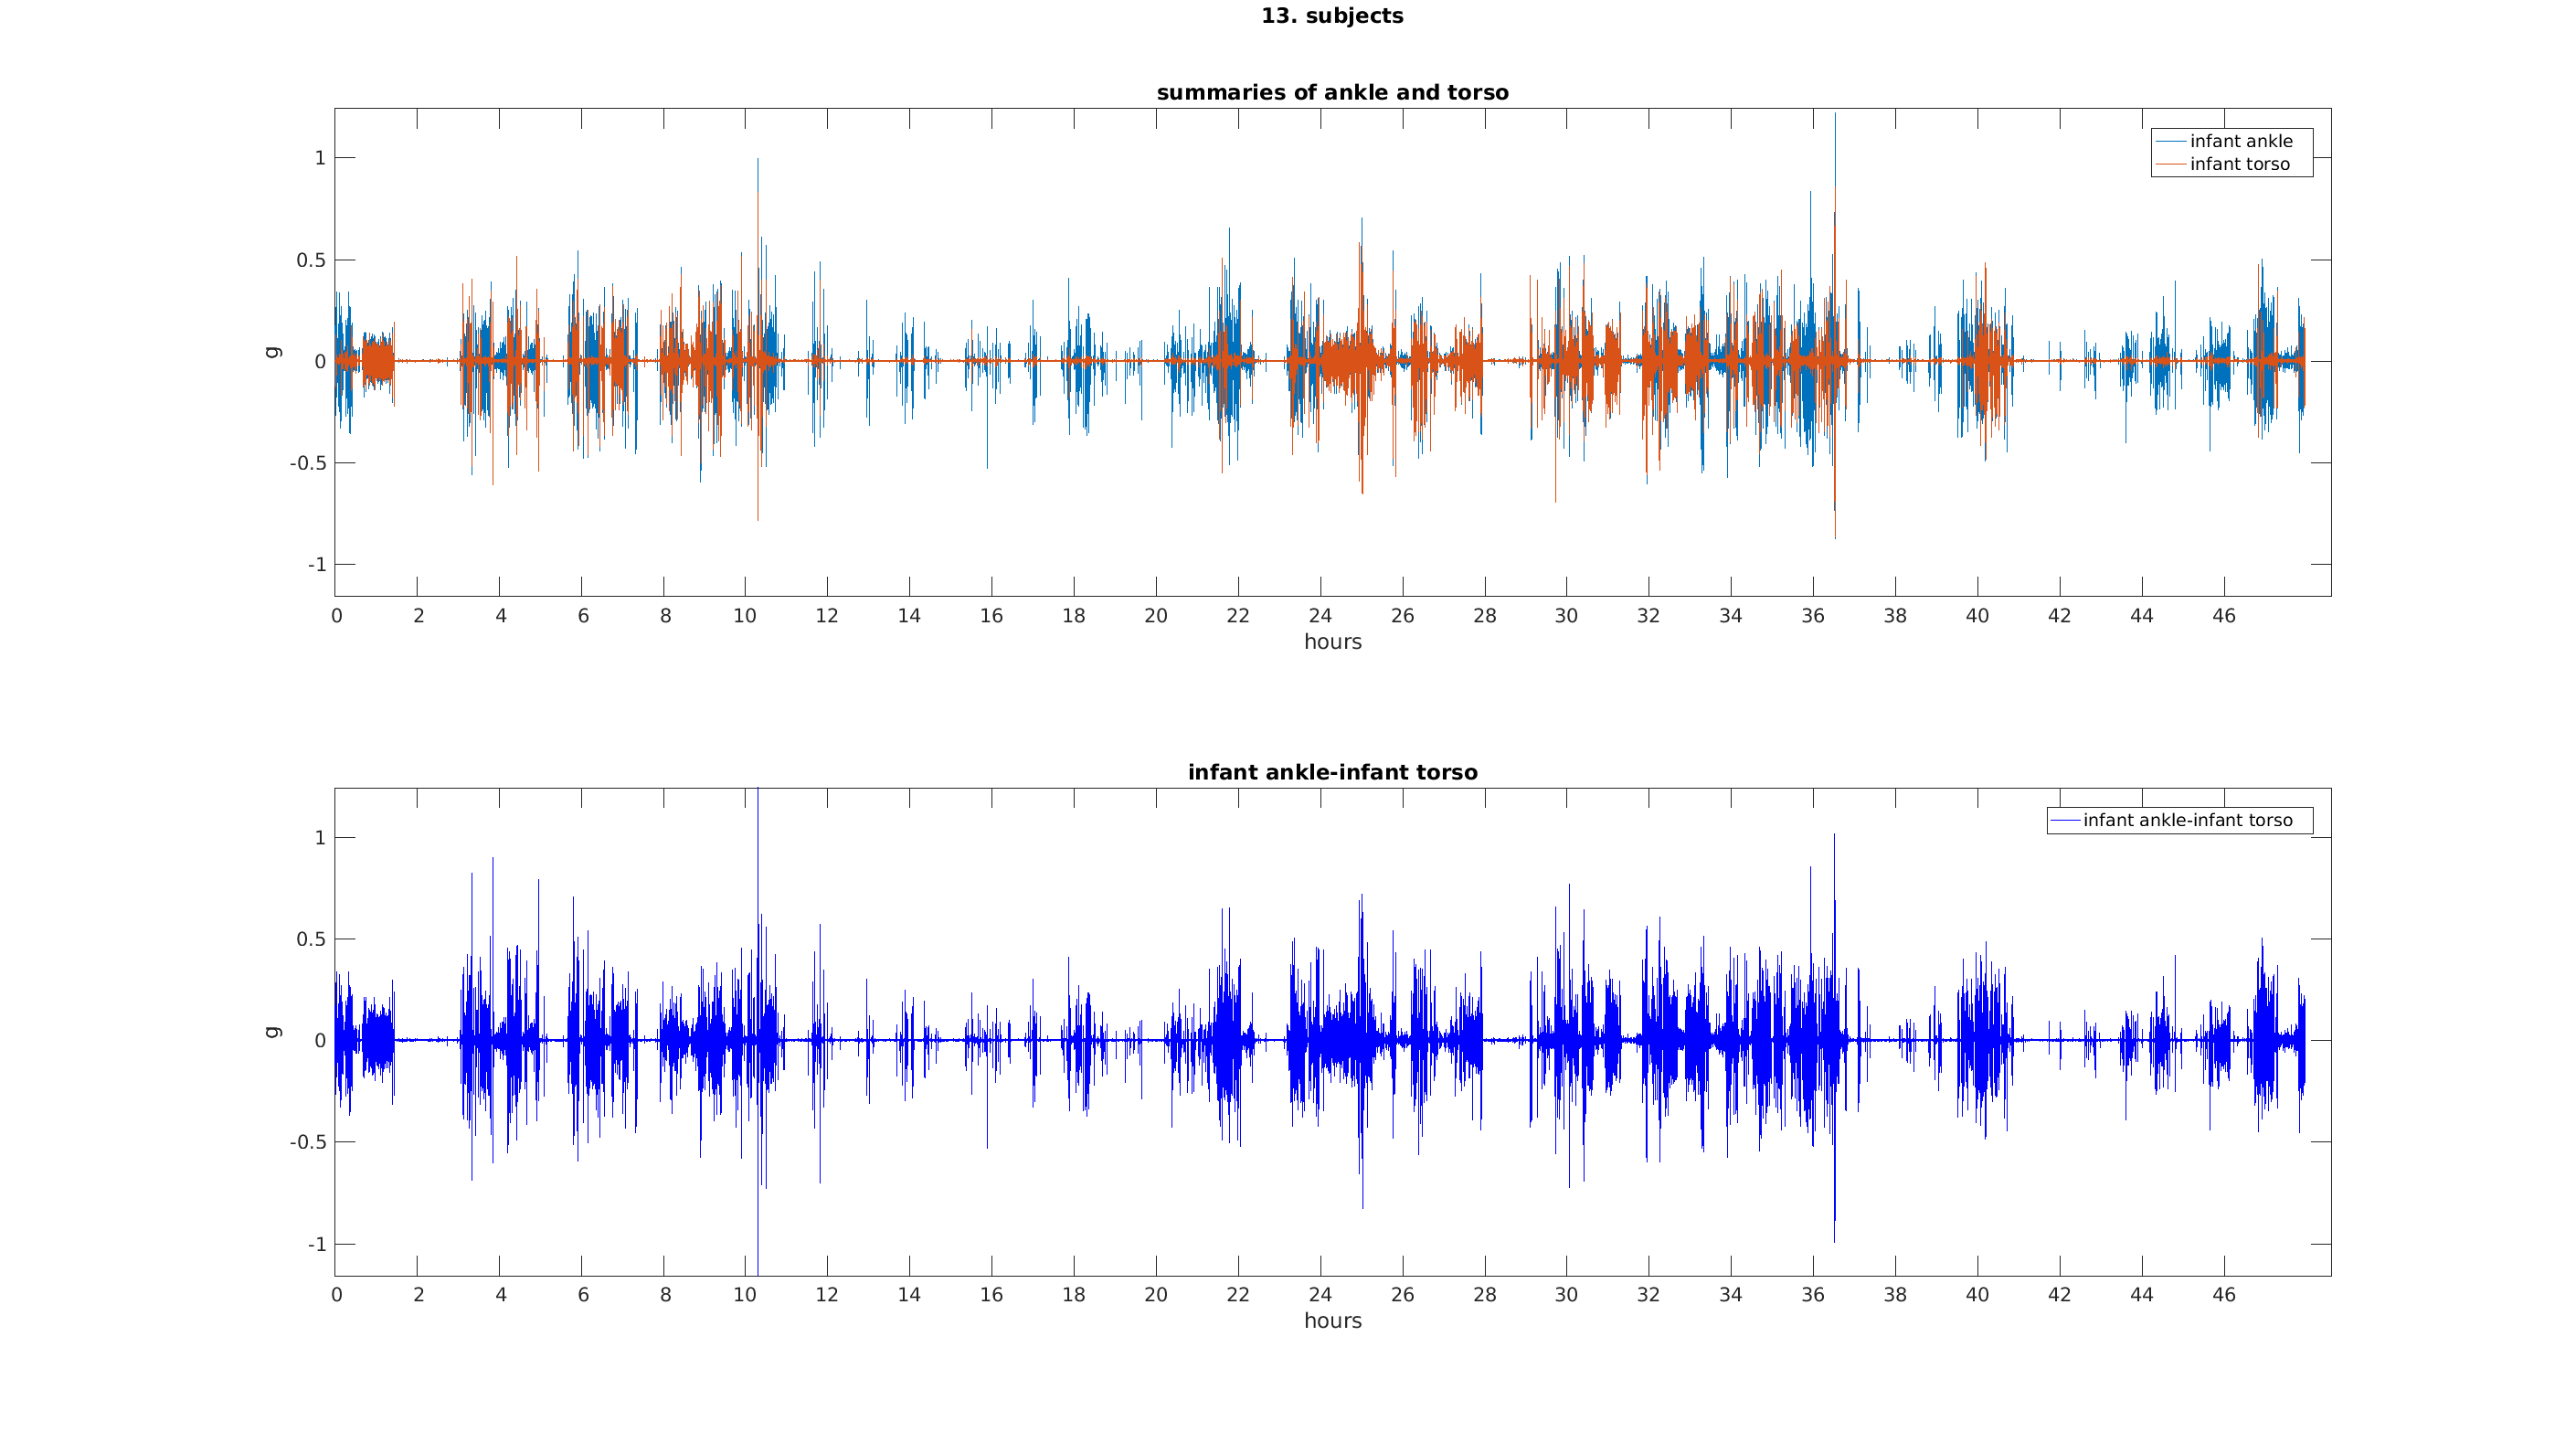 13. subjects
summaries of ankle and torso
infant ankle
infant torso
1
0.5
0
-0.5
-1
g
0 2 4 6 8 10 12 14 16 18 20 22 24 26 28 30 32 34 36 38 40 42 44 46
hours
infant ankle-infant torso
infant ankle-infant torso
1
0.5
0
-0.5
-1
g
0 2 4 6 8 10 12 14 16 18 20 22 24 26 28 30 32 34 36 38 40 42 44 46
hours